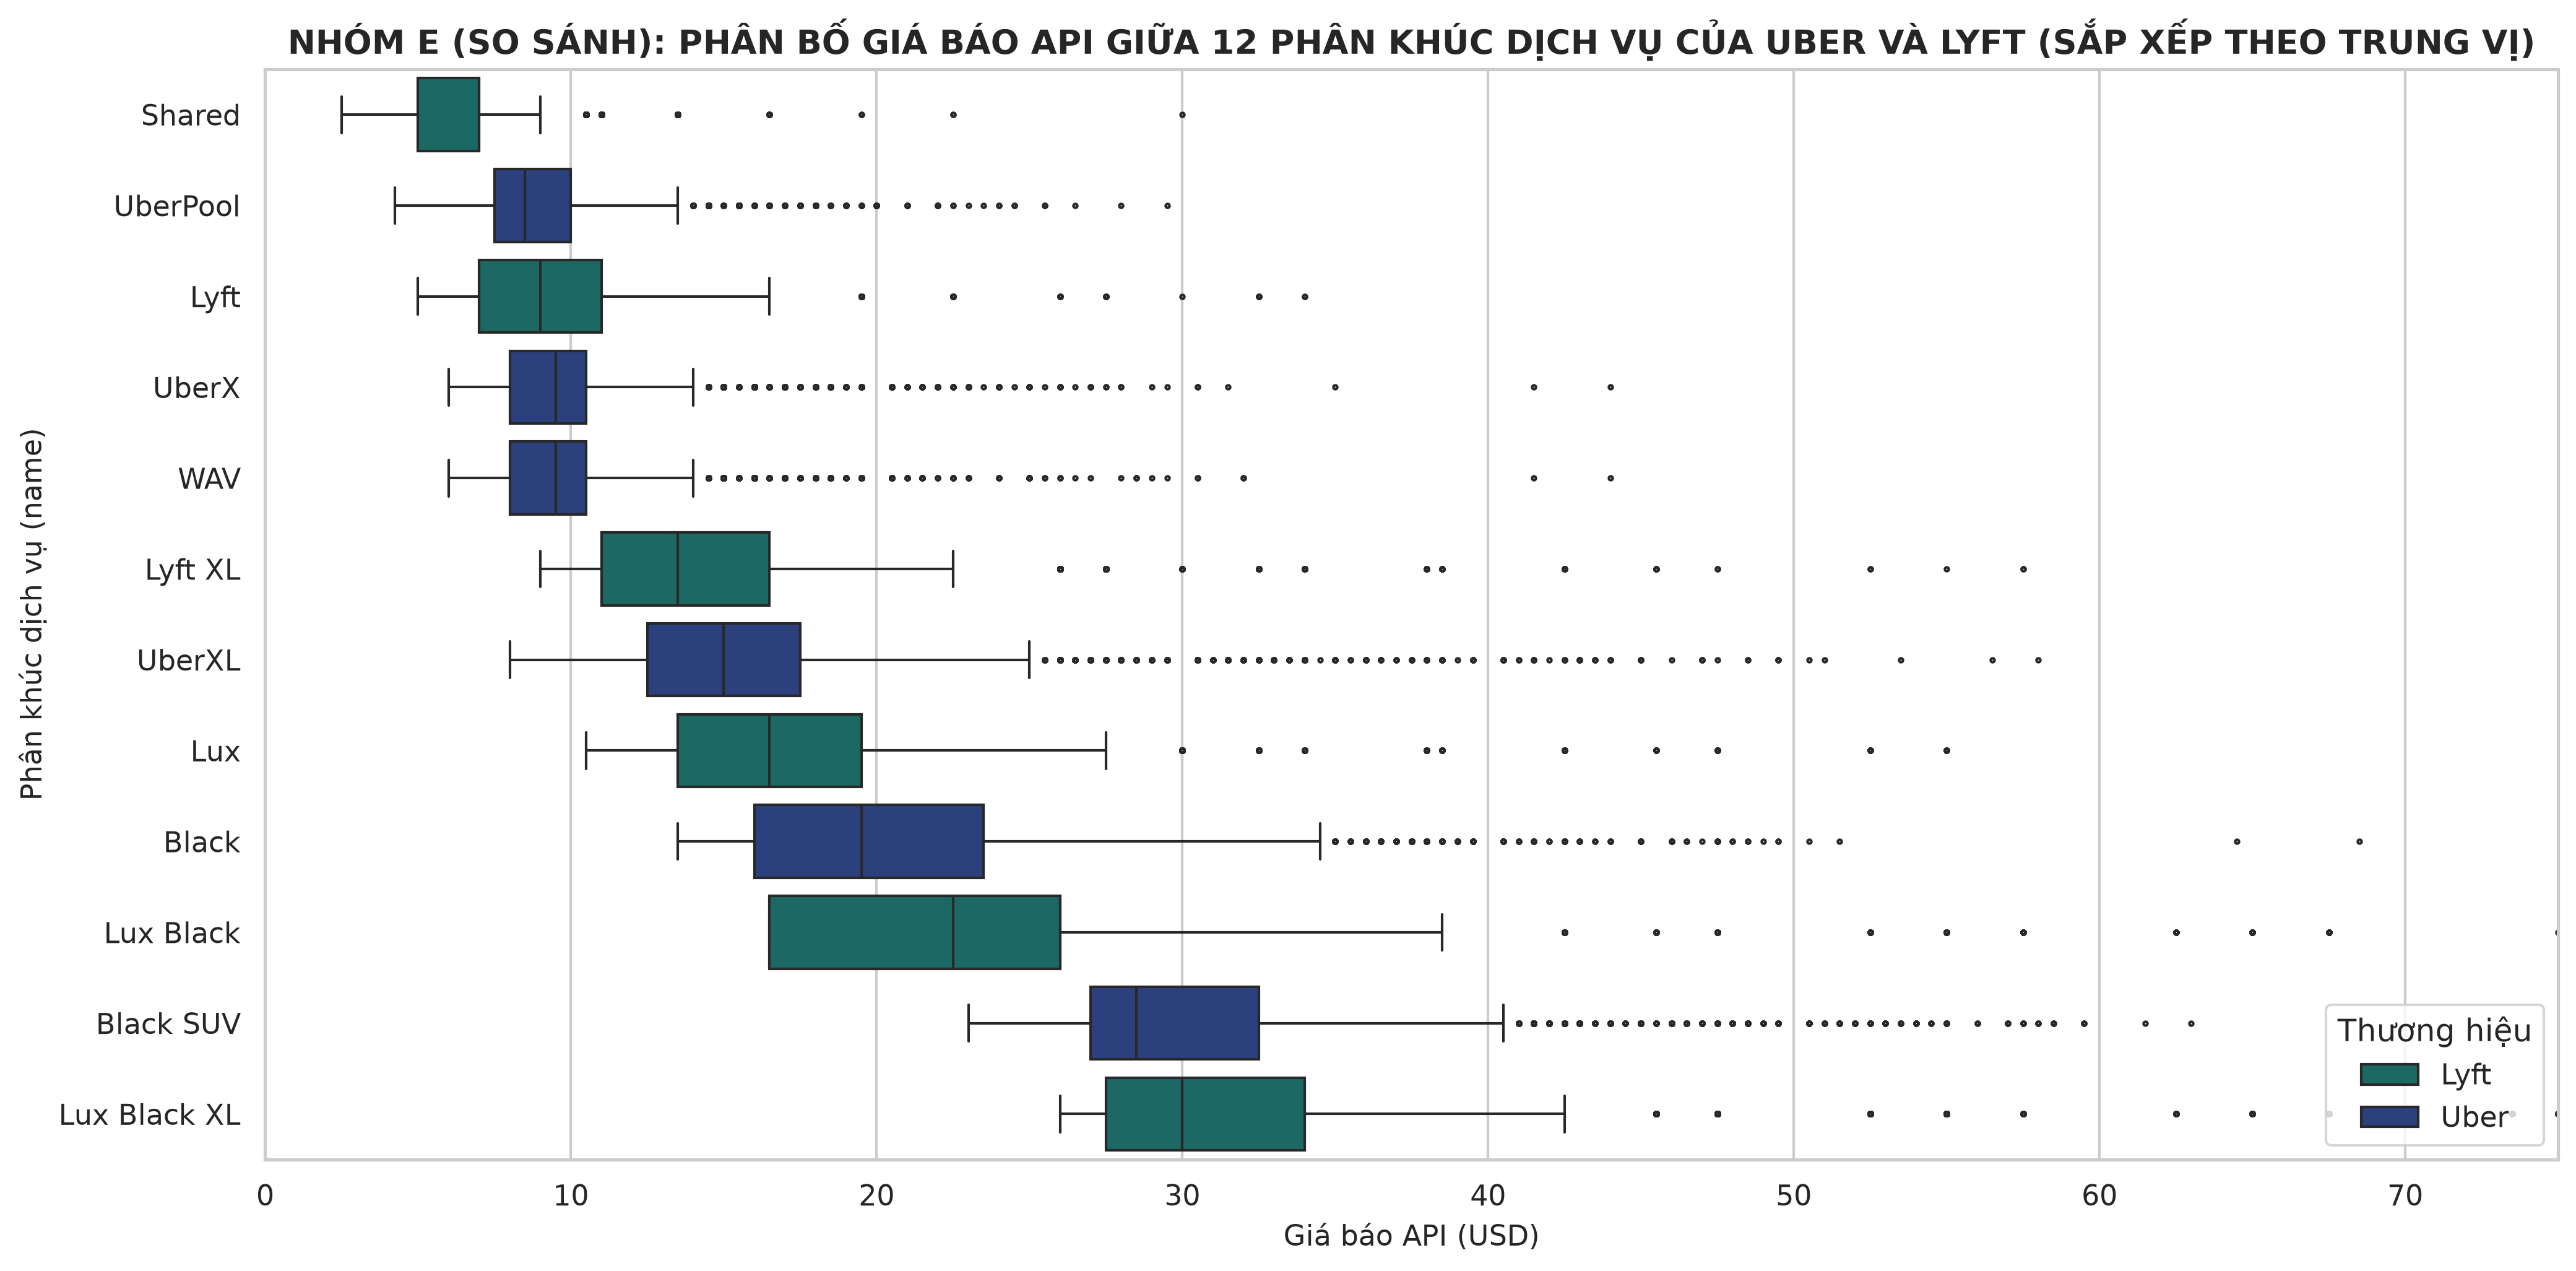 NHÓM E (SO SÁNH): PHÂN BỐ GIÁ BÁO API GIỮA 12 PHÂN KHÚC DỊCH VỤ CỦA UBER VÀ LYFT (SẮP XẾP THEO TRUNG VỊ)
Phân khúc dịch vụ (name)
Shared
UberPool
Lyft
UberX
WAV
Lyft XL
UberXL
Lux
Black
Lux Black
Black SUV
Lux Black XL
Thương hiệu
Lyft
Uber
0 10 20 30 40 50 60 70
Giá báo API (USD)